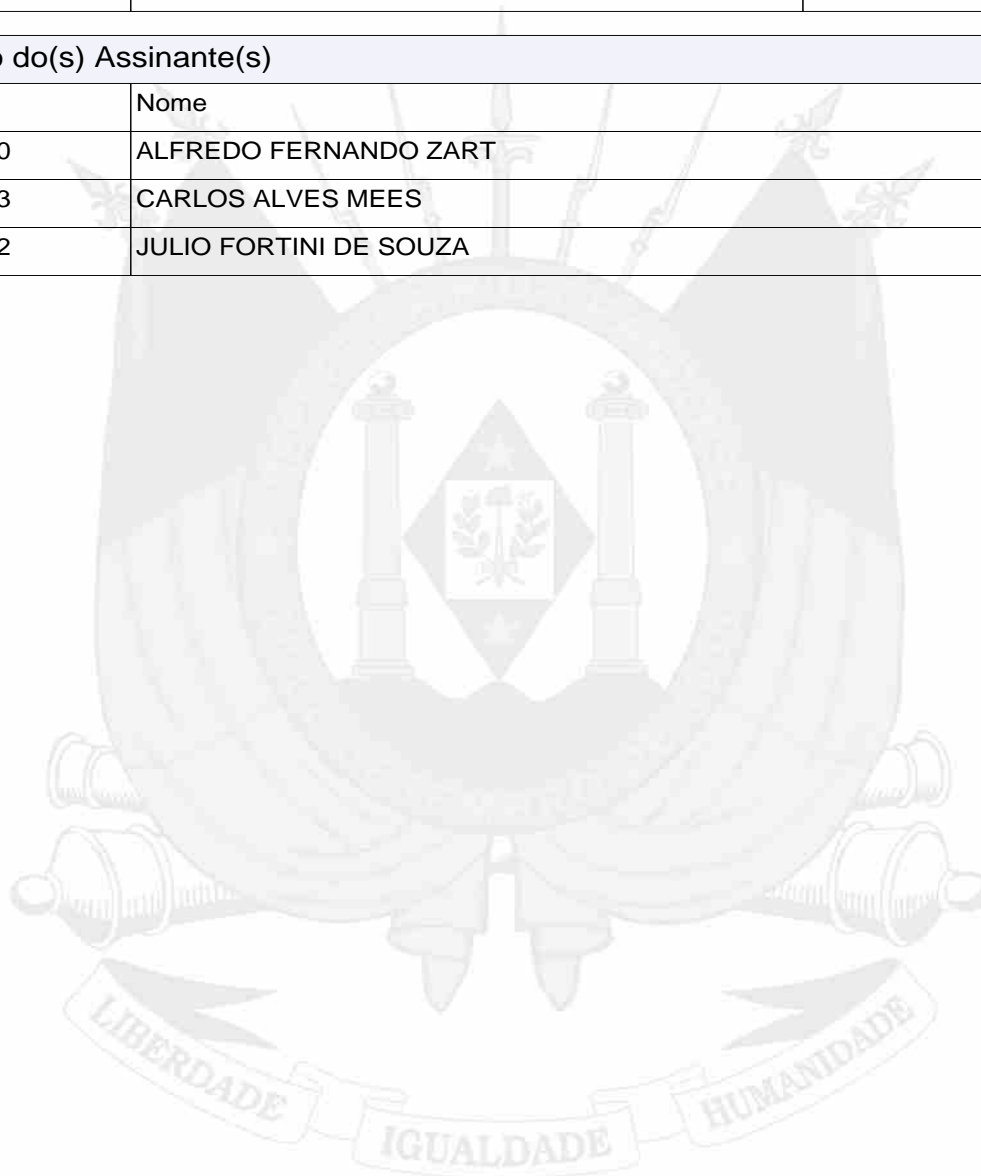 o do(s) Assinante(s)
Nome
0 ALFREDO FERNANDO ZART
3 CARLOS ALVES MEES
2 JULIO FORTINI DE SOUZA
LIBERDADE IGUALDADE HUMANIDADE